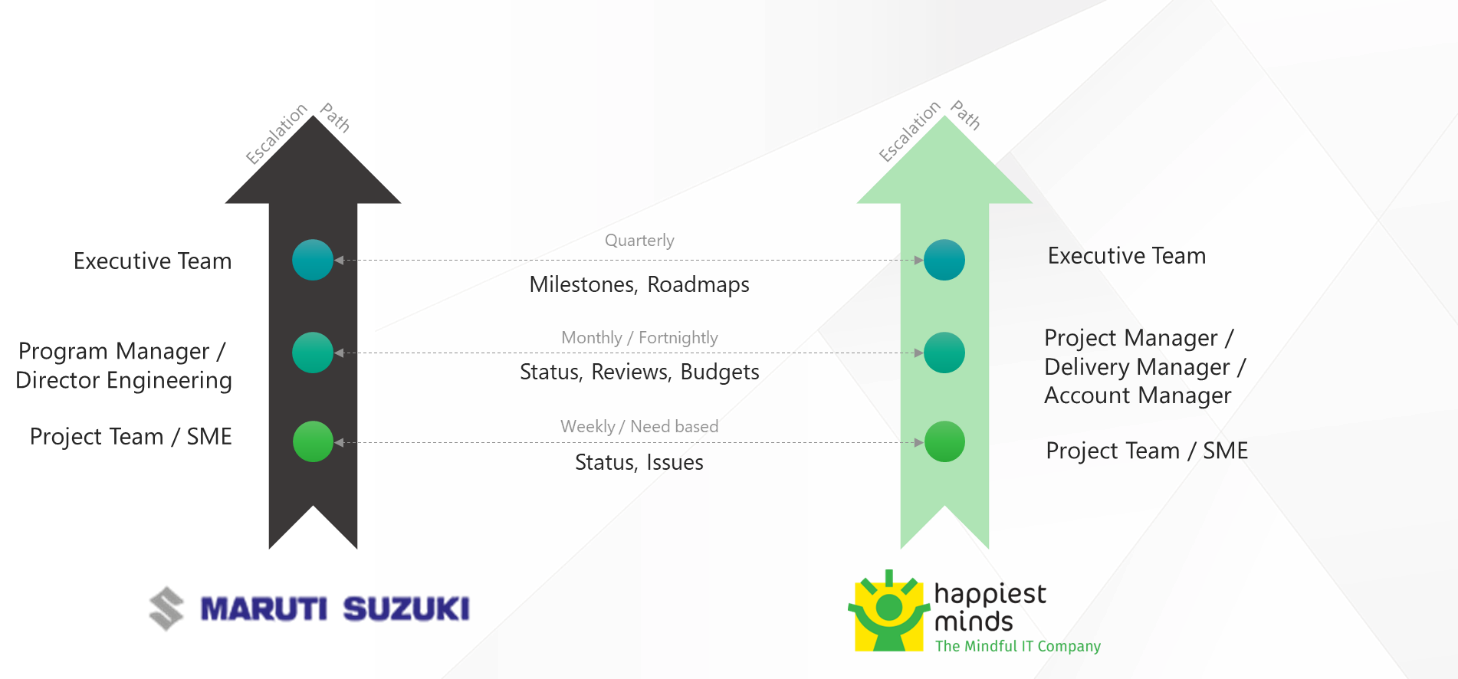 Escalation Path
Escalation Path
Quarterly
Executive Team
Milestones, Roadmaps
Executive Team
Monthly / Fortnightly
Program Manager /
Director Engineering
Status, Reviews, Budgets
Project Manager /
Delivery Manager /
Account Manager
Weekly / Need based
Project Team / SME
Status, Issues
Project Team / SME
MARUTI SUZUKI
happiest
minds
The Mindful IT Company